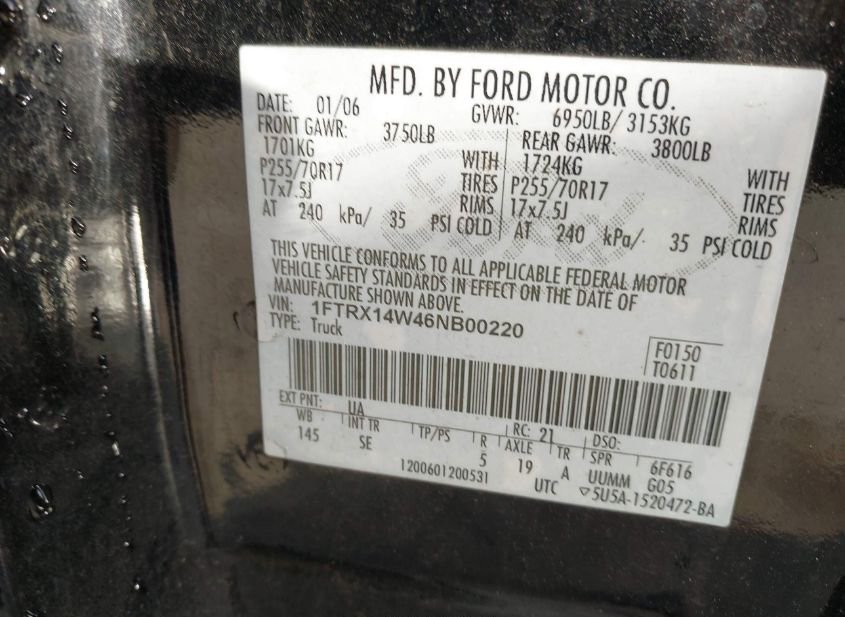 MFD. BY FORD MOTOR CO.
DATE: 01/06 GVWR: 6950LB/ 3153KG
FRONT GAWR: 3750LB REAR GAWR: 3800LB
1701KG WITH 1724KG WITH
P255/70R17 TIRES P255/70R17 TIRES
17x7.5J RIMS 17x7.5J RIMS
AT 240 kPa/ 35 PSI COLD AT 240 kPa/ 35 PSI COLD
THIS VEHICLE CONFORMS TO ALL APPLICABLE FEDERAL MOTOR
VEHICLE SAFETY STANDARDS IN EFFECT ON THE DATE OF
MANUFACTURE SHOWN ABOVE.
VIN: 1FTRX14W46NB00220
TYPE: Truck
F0150
T0611
EXT PNT: UA RC: 21 DSO:
WB INT TR TP/PS R AXLE TR SPR 6F616
145 SE 5 19 A UUMM G05
1200601200531 UTC ▽5U5A-1520472-BA
Ford